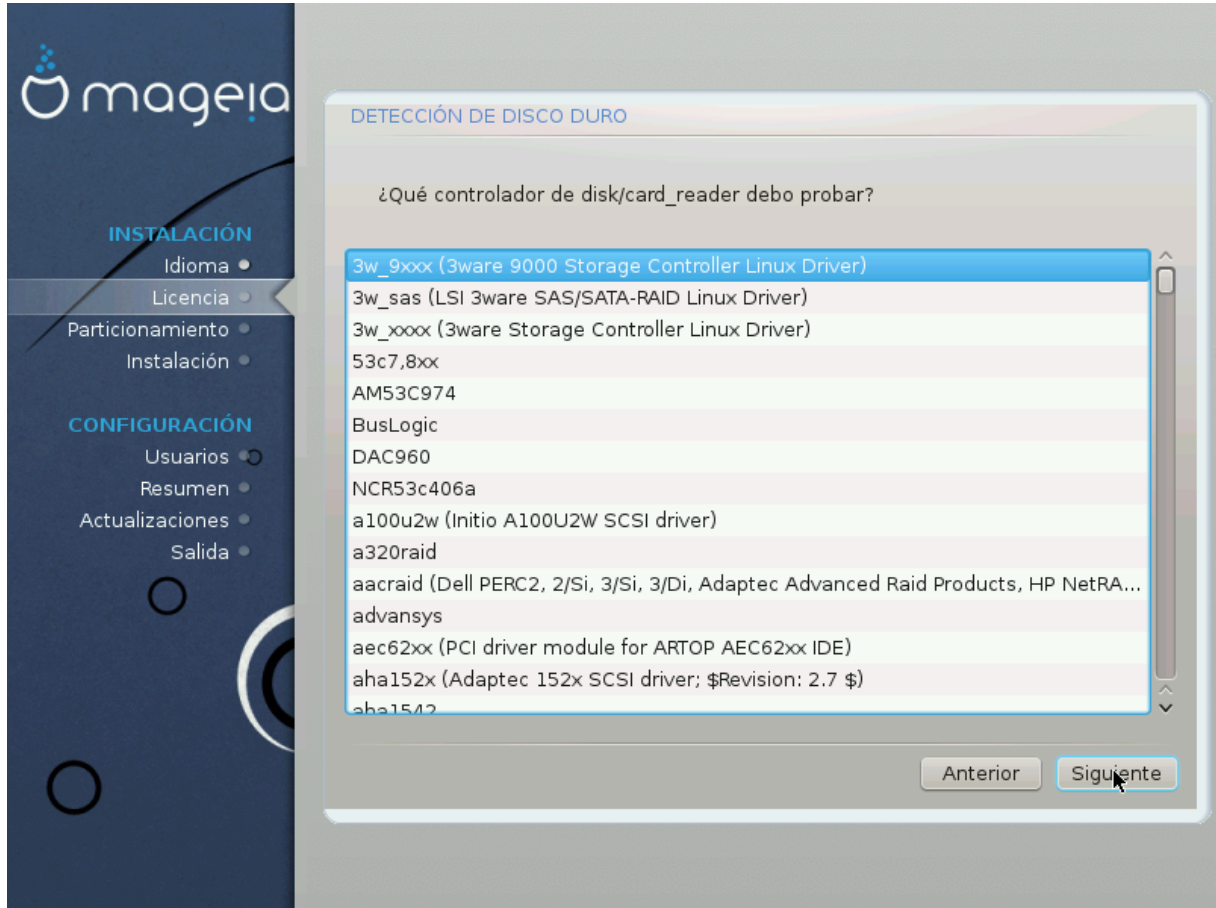 mageia
INSTALACIÓN
Idioma
Licencia
Particionamiento
Instalación
CONFIGURACIÓN
Usuarios
Resumen
Actualizaciones
Salida
DETECCIÓN DE DISCO DURO
¿Qué controlador de disk/card_reader debo probar?
3w_9xxx (3ware 9000 Storage Controller Linux Driver)
3w_sas (LSI 3ware SAS/SATA-RAID Linux Driver)
3w_xxxx (3ware Storage Controller Linux Driver)
53c7,8xx
AM53C974
BusLogic
DAC960
NCR53c406a
a100u2w (Initio A100U2W SCSI driver)
a320raid
aacraid (Dell PERC2, 2/Si, 3/Si, 3/Di, Adaptec Advanced Raid Products, HP NetRA...
advansys
aec62xx (PCI driver module for ARTOP AEC62xx IDE)
aha152x (Adaptec 152x SCSI driver; $Revision: 2.7 $)
aha1542
Anterior
Siguiente